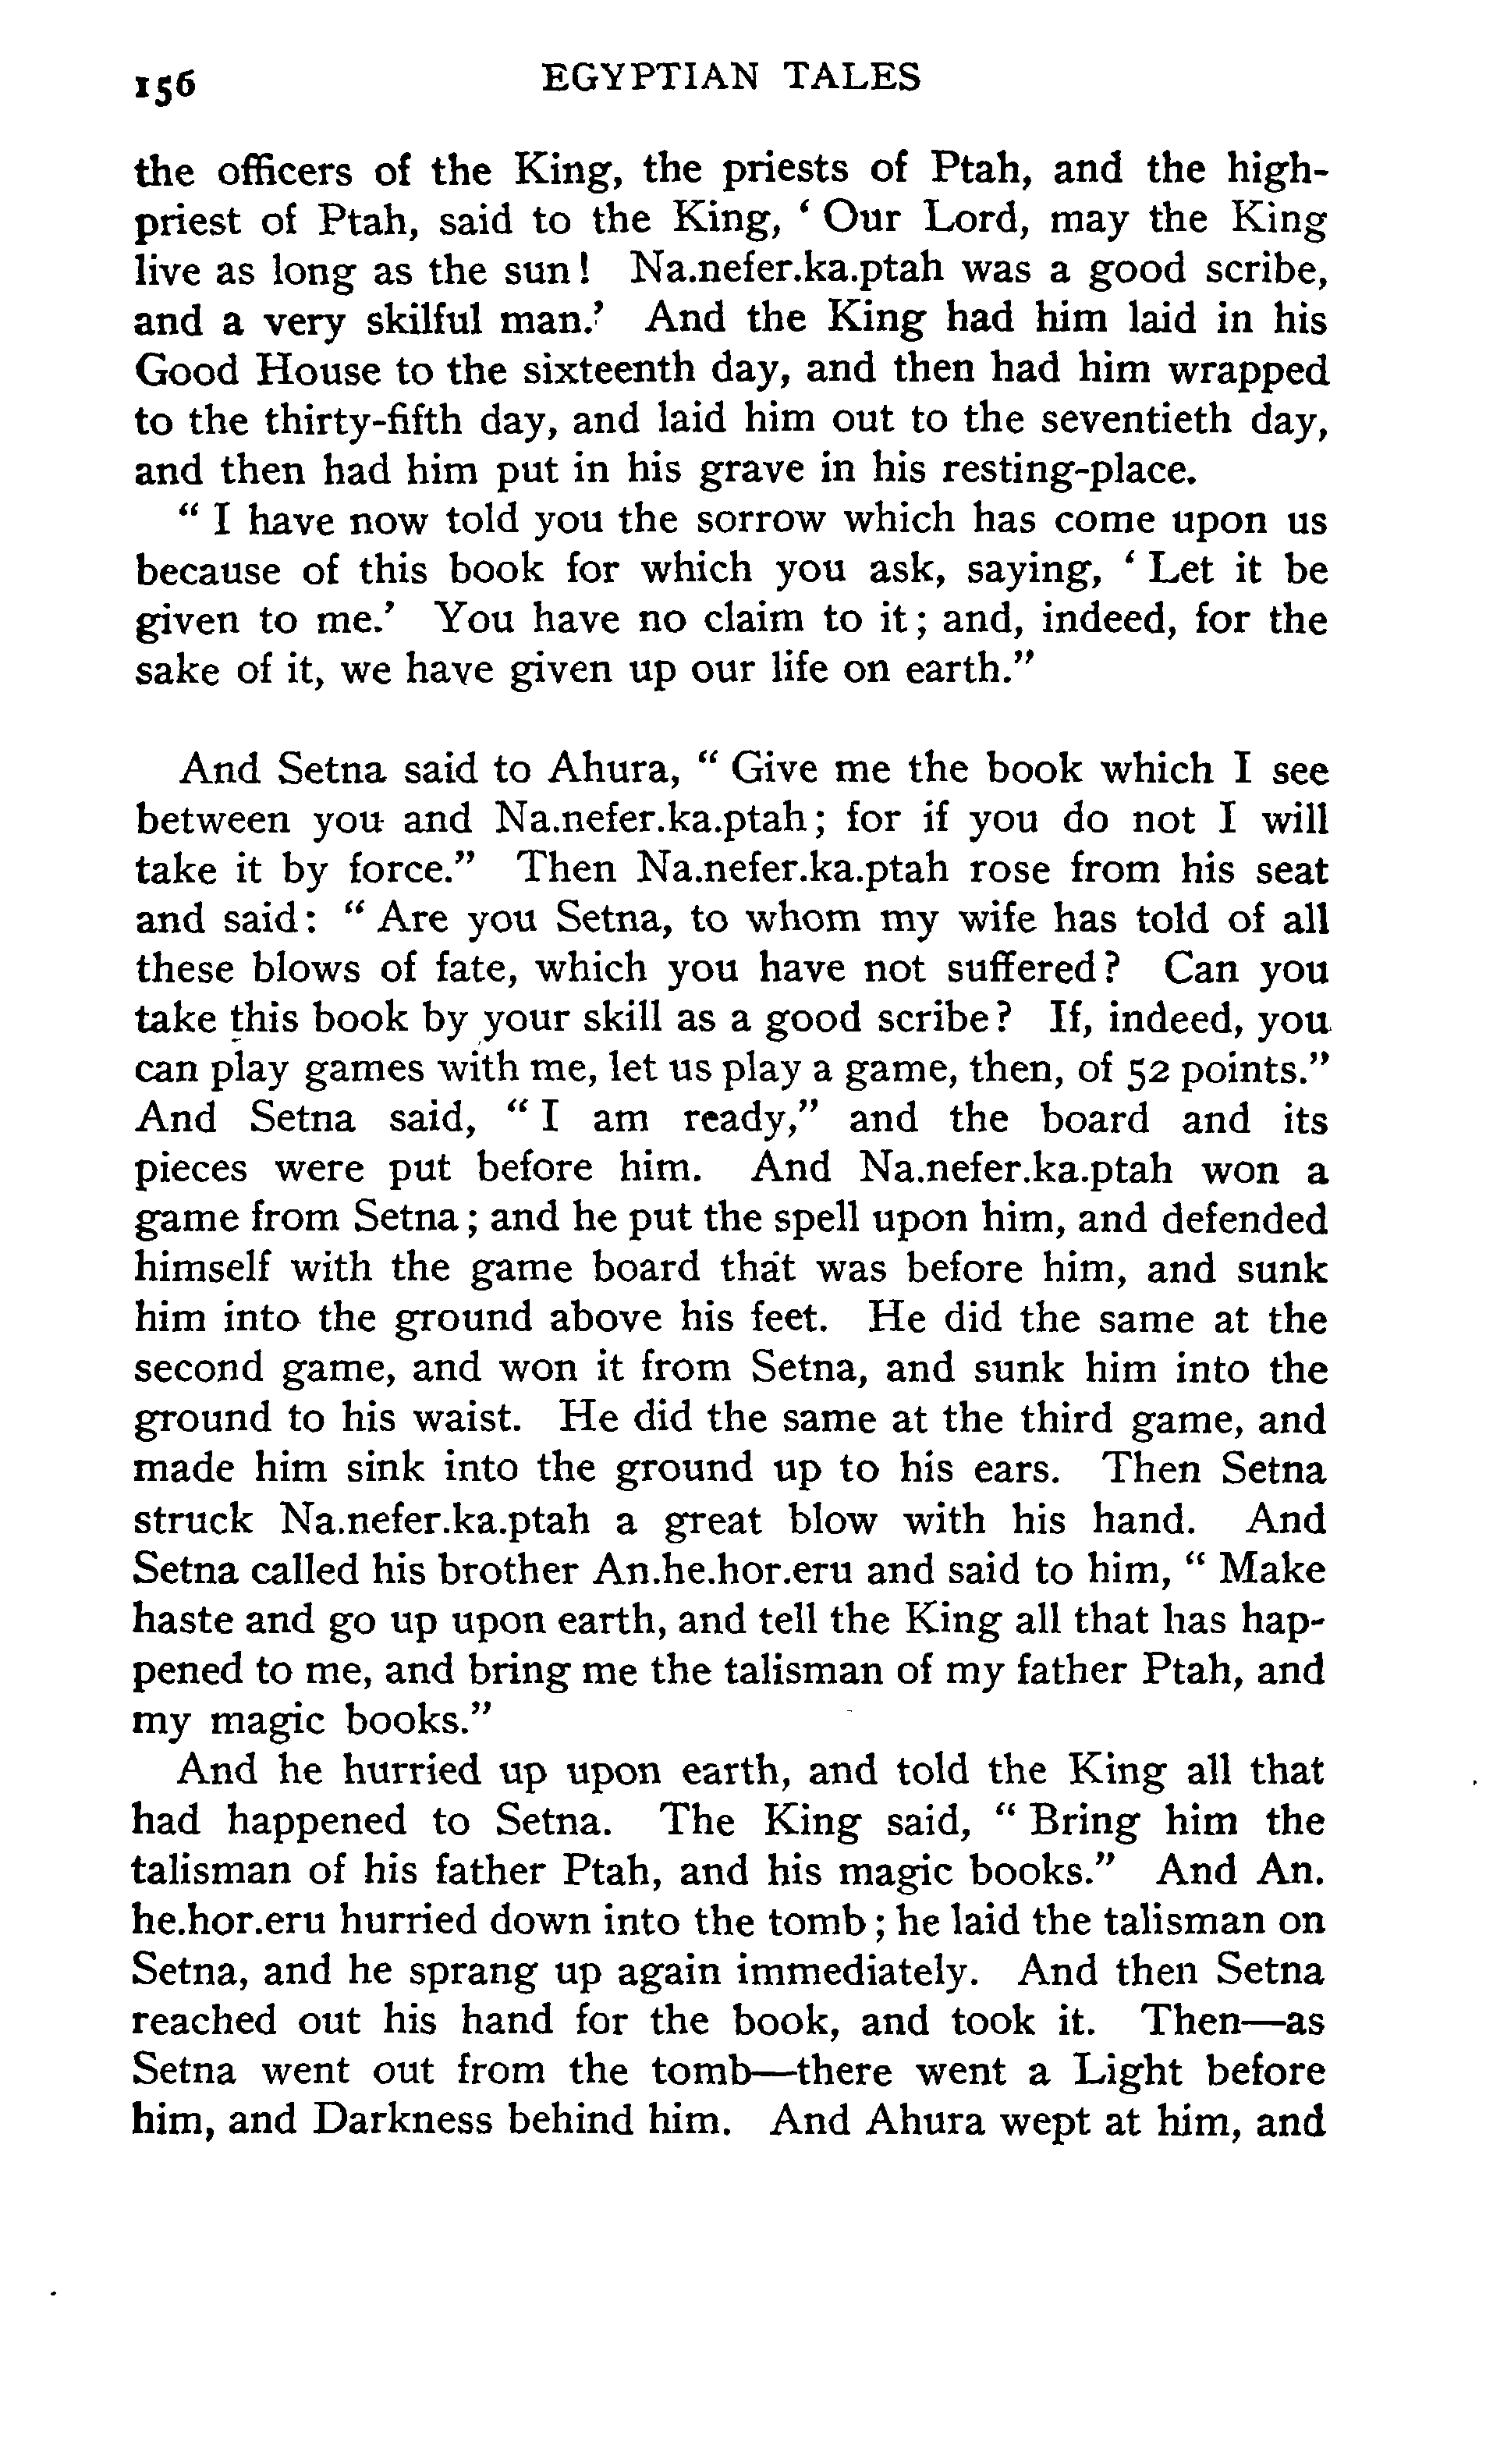 156 EGYPTIAN TALES
the officers of the King, the priests of Ptah, and the high-
priest of Ptah, said to the King, ‘ Our Lord, may the King
live as long as the sun! Na.nefer.ka.ptah was a good scribe,
and a very skilful man.’ And the King had him laid in his
Good House to the sixteenth day, and then had him wrapped
to the thirty-fifth day, and laid him out to the seventieth day,
and then had him put in his grave in his resting-place.
“ I have now told you the sorrow which has come upon us
because of this book for which you ask, saying, ‘ Let it be
given to me.’ You have no claim to it; and, indeed, for the
sake of it, we have given up our life on earth.”
And Setna said to Ahura, “ Give me the book which I see
between you and Na.nefer.ka.ptah; for if you do not I will
take it by force.” Then Na.nefer.ka.ptah rose from his seat
and said: “ Are you Setna, to whom my wife has told of all
these blows of fate, which you have not suffered? Can you
take this book by your skill as a good scribe? If, indeed, you
can play games with me, let us play a game, then, of 52 points.”
And Setna said, “ I am ready,” and the board and its
pieces were put before him. And Na.nefer.ka.ptah won a
game from Setna; and he put the spell upon him, and defended
himself with the game board that was before him, and sunk
him into the ground above his feet. He did the same at the
second game, and won it from Setna, and sunk him into the
ground to his waist. He did the same at the third game, and
made him sink into the ground up to his ears. Then Setna
struck Na.nefer.ka.ptah a great blow with his hand. And
Setna called his brother An.he.hor.eru and said to him, “ Make
haste and go up upon earth, and tell the King all that has hap-
pened to me, and bring me the talisman of my father Ptah, and
my magic books.”
And he hurried up upon earth, and told the King all that
had happened to Setna. The King said, “ Bring him the
talisman of his father Ptah, and his magic books.” And An.
he.hor.eru hurried down into the tomb; he laid the talisman on
Setna, and he sprang up again immediately. And then Setna
reached out his hand for the book, and took it. Then—as
Setna went out from the tomb—there went a Light before
him, and Darkness behind him. And Ahura wept at him, and